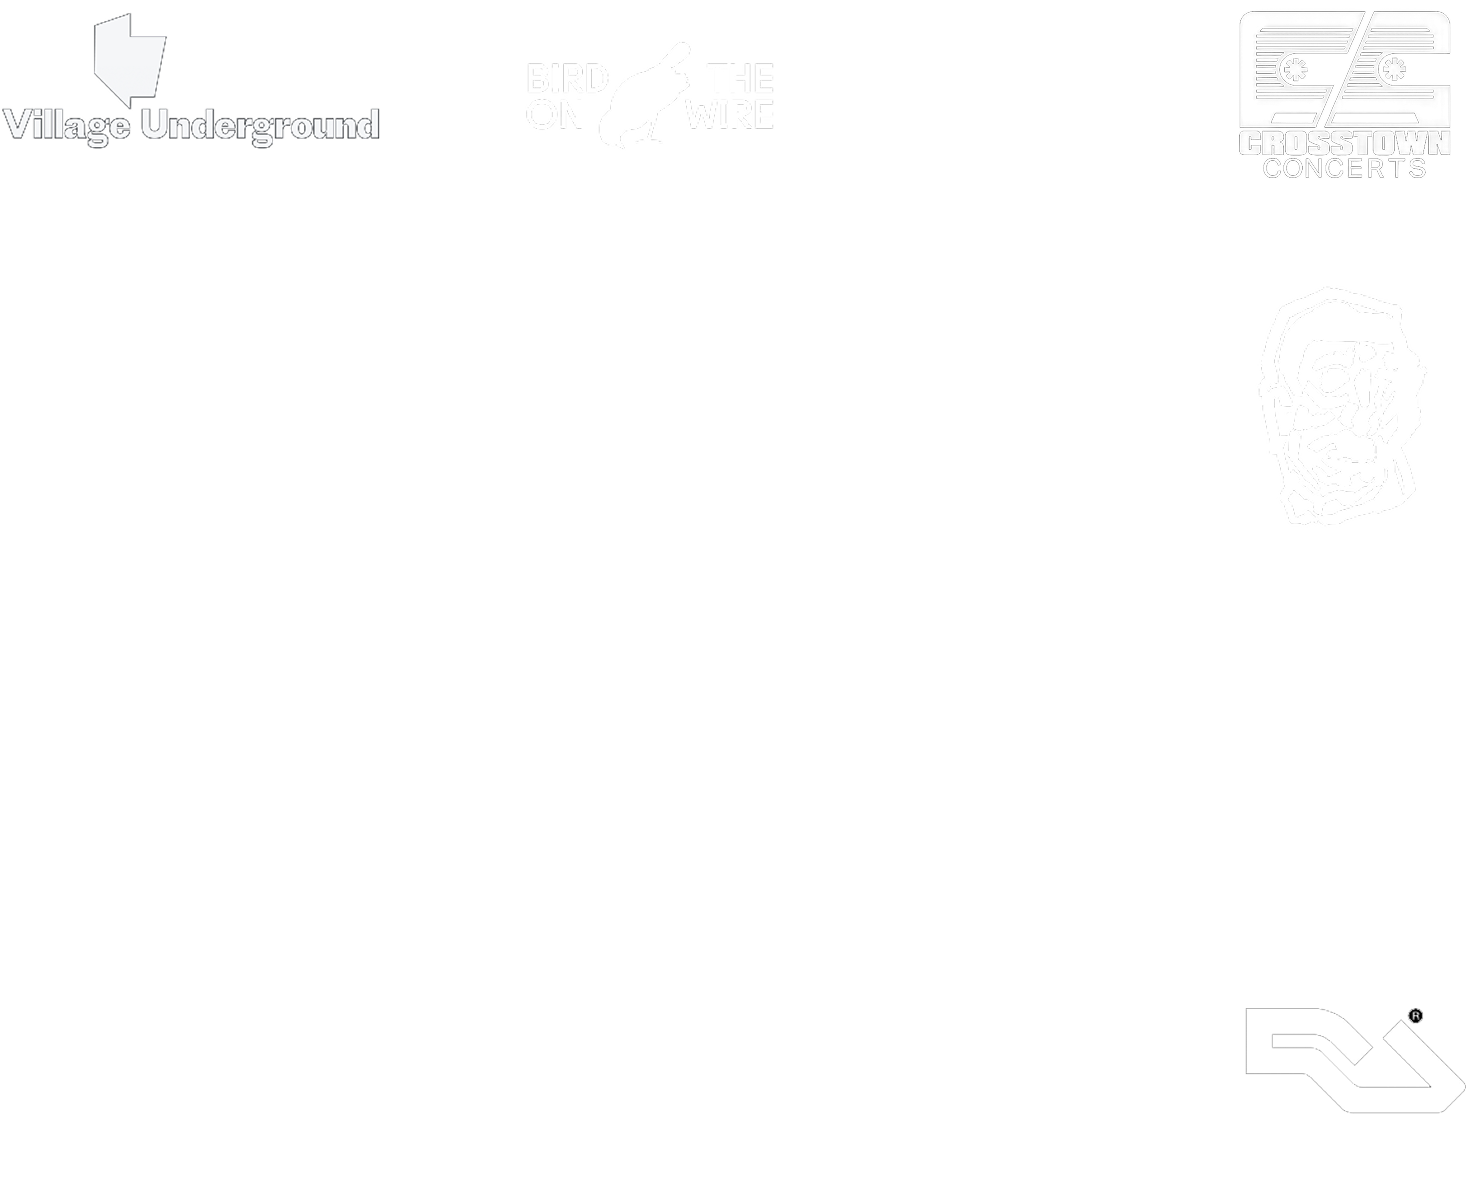 Village Underground
BIRD THE
ON WIRE
CROSSTOWN
CONCERTS
®